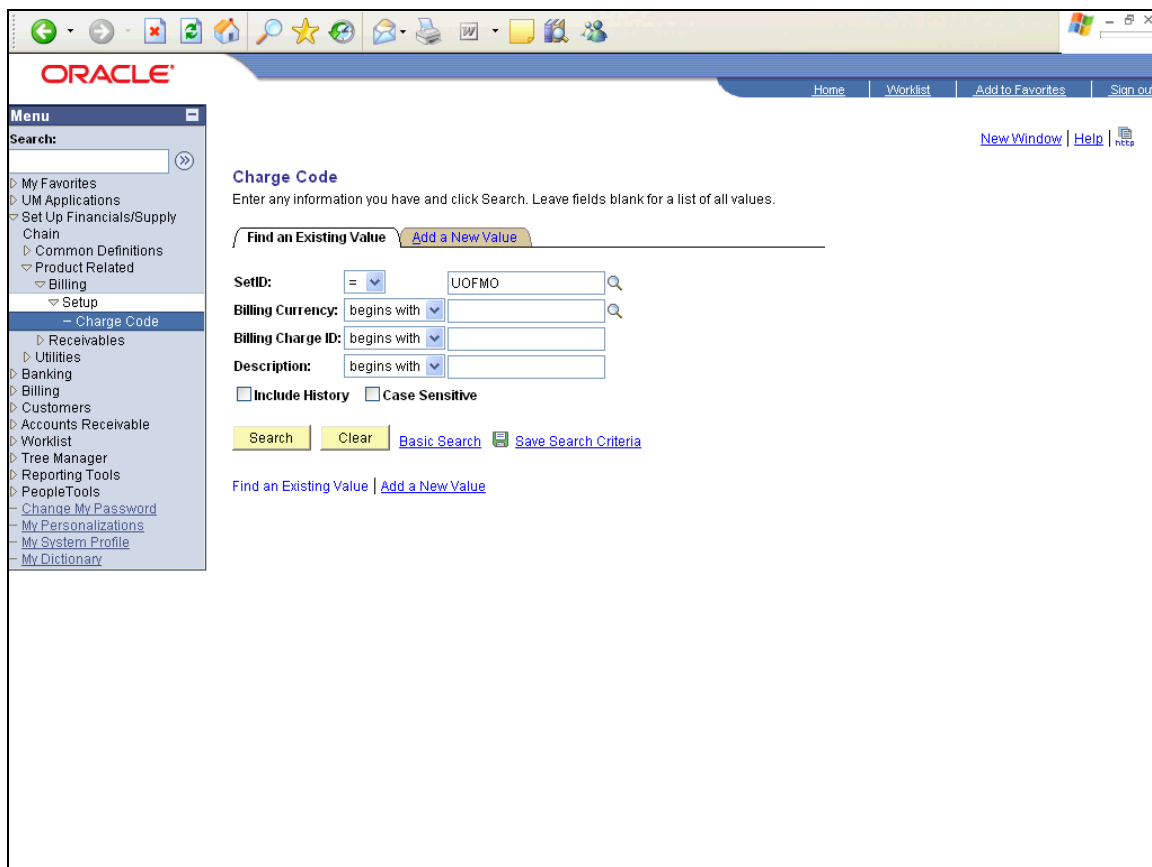 ORACLE
Home Worklist Add to Favorites Sign out
Menu
Search:
New Window | Help | http
My Favorites
UM Applications
Set Up Financials/Supply
Chain
Common Definitions
Product Related
Billing
Setup
Charge Code
Receivables
Utilities
Banking
Billing
Customers
Accounts Receivable
Worklist
Tree Manager
Reporting Tools
PeopleTools
Change My Password
My Personalizations
My System Profile
My Dictionary
Charge Code
Enter any information you have and click Search. Leave fields blank for a list of all values.
Find an Existing Value Add a New Value
SetID: = UOFMO
Billing Currency: begins with
Billing Charge ID: begins with
Description: begins with
Include History Case Sensitive
Search Clear Basic Search Save Search Criteria
Find an Existing Value | Add a New Value